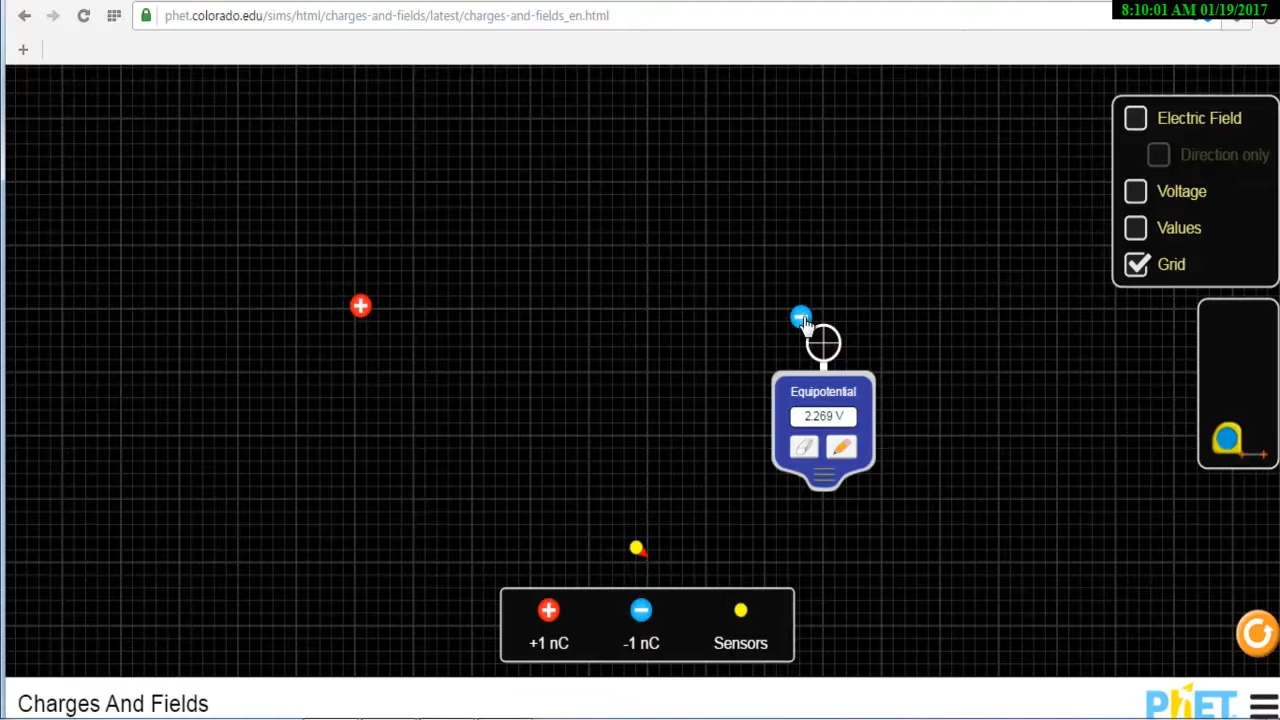 8:10:01 AM 01/19/2017
phet.colorado.edu/sims/html/charges-and-fields/latest/charges-and-fields_en.html
Electric Field
Direction only
Voltage
Values
Grid
Equipotential
2.269 V
+1 nC
-1 nC
Sensors
Charges And Fields
PhET